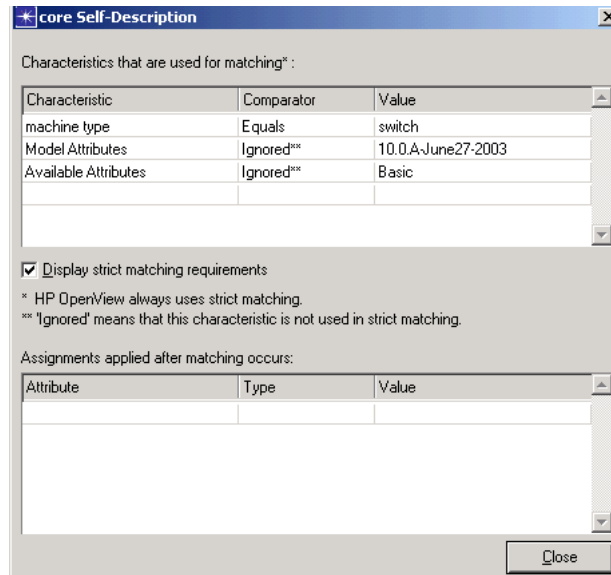 core Self-Description
Characteristics that are used for matching* :
Characteristic Comparator Value
machine type Equals switch
Model Attributes Ignored** 10.0.A-June27-2003
Available Attributes Ignored** Basic
Display strict matching requirements
* HP OpenView always uses strict matching.
** 'Ignored' means that this characteristic is not used in strict matching.
Assignments applied after matching occurs:
Attribute Type Value
Close